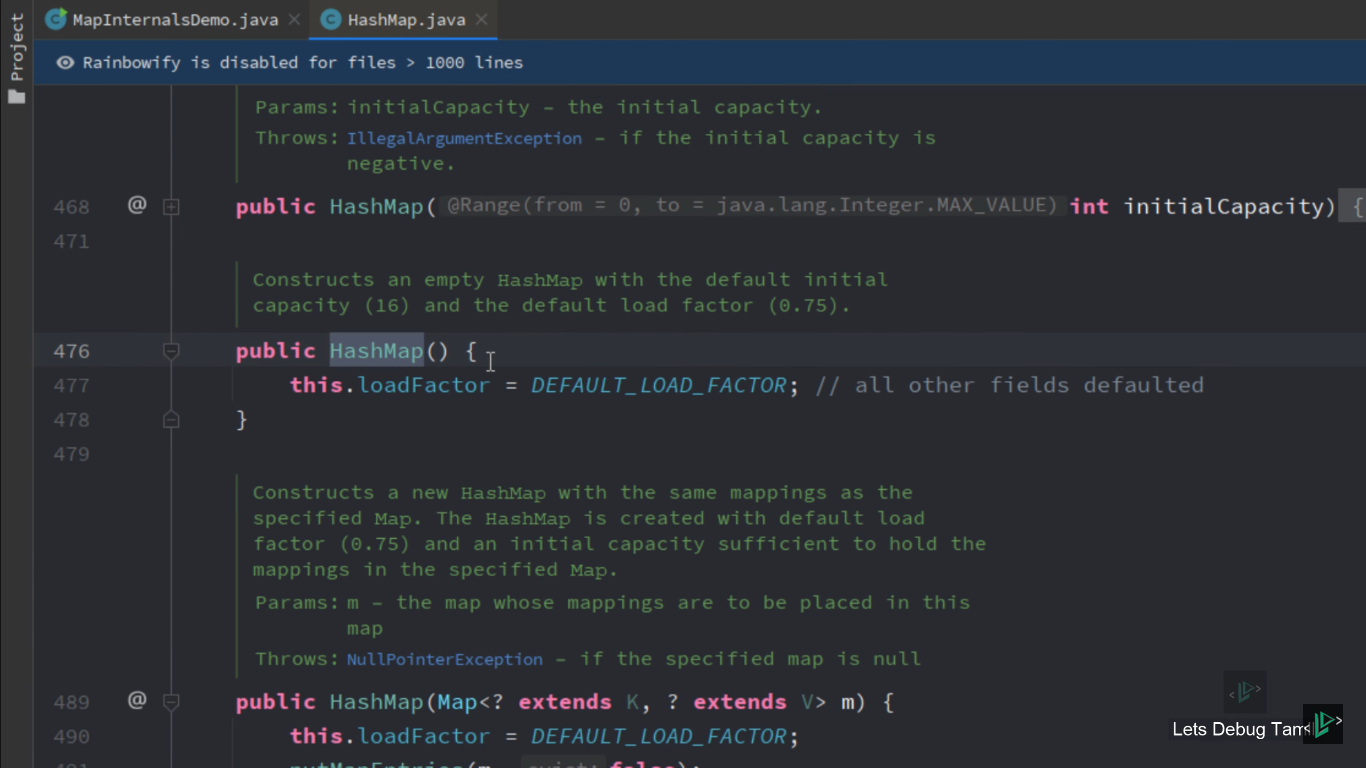 Project
MapInternalsDemo.java
HashMap.java
Rainbowify is disabled for files > 1000 lines
Params: initialCapacity – the initial capacity.
Throws: IllegalArgumentException – if the initial capacity is
negative.
468 @ public HashMap( @Range(from = 0, to = java.lang.Integer.MAX_VALUE) int initialCapacity) {
471
Constructs an empty HashMap with the default initial
capacity (16) and the default load factor (0.75).
476 public HashMap() {
477 this.loadFactor = DEFAULT_LOAD_FACTOR; // all other fields defaulted
478 }
479
Constructs a new HashMap with the same mappings as the
specified Map. The HashMap is created with default load
factor (0.75) and an initial capacity sufficient to hold the
mappings in the specified Map.
Params: m – the map whose mappings are to be placed in this
map
Throws: NullPointerException – if the specified map is null
489 @ public HashMap(Map<? extends K, ? extends V> m) {
490 this.loadFactor = DEFAULT_LOAD_FACTOR;
Lets Debug